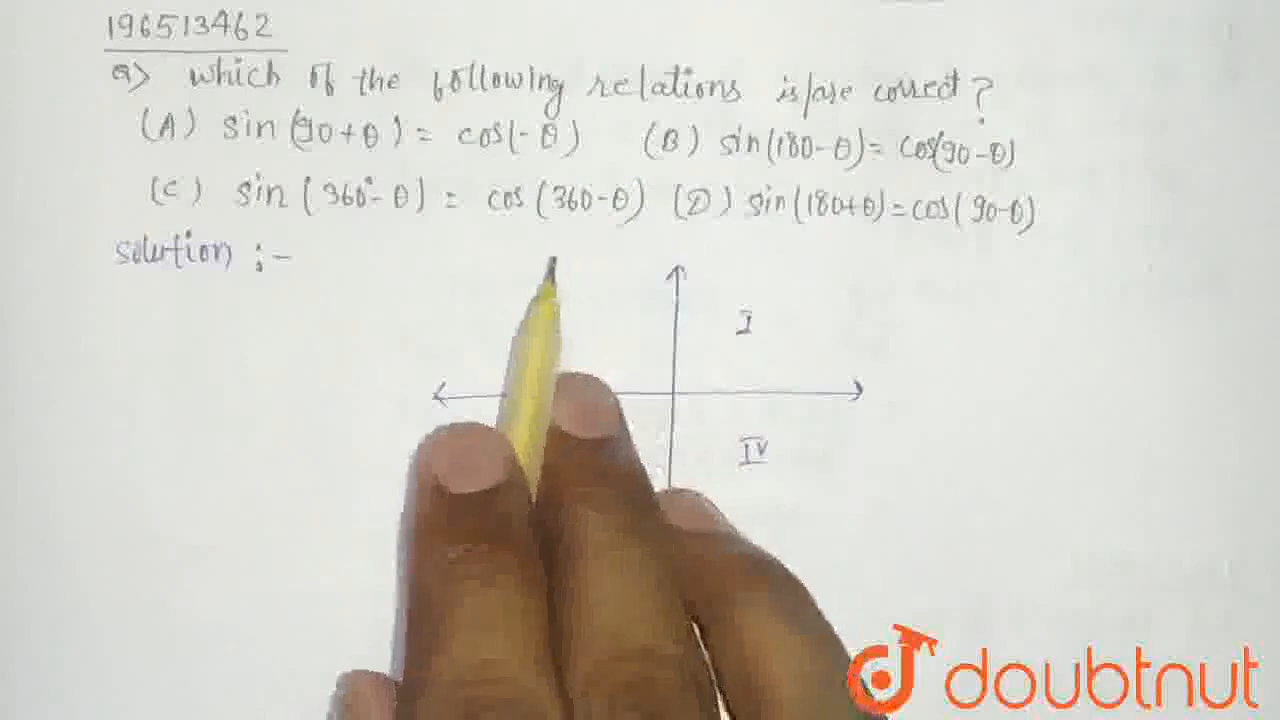 196513462
Q> which of the following relations is/are correct?
(A) sin(90+θ) = cos(-θ) (B) sin(180-θ) = cos(90-θ)
(C) sin(360°-θ) = cos(360-θ) (D) sin(180+θ) = cos(90-θ)
Solution :-
I
IV
doubtnut